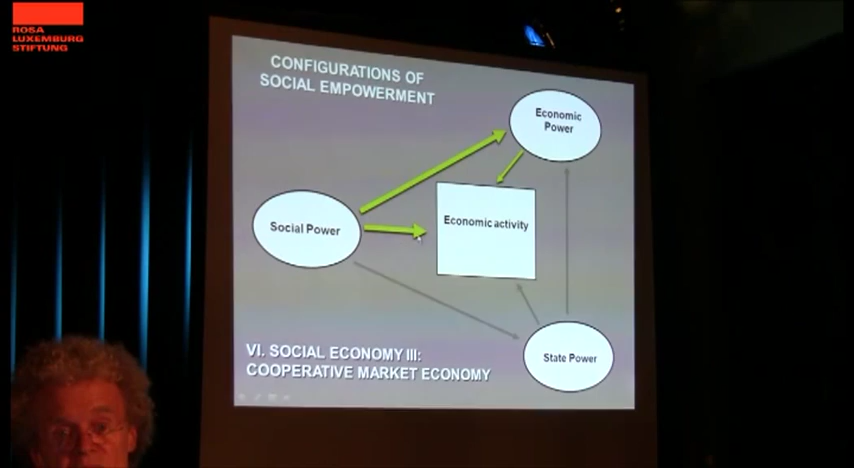 ROSA
LUXEMBURG
STIFTUNG
CONFIGURATIONS OF
SOCIAL EMPOWERMENT
Economic
Power
Social Power
Economic activity
State Power
VI. SOCIAL ECONOMY III:
COOPERATIVE MARKET ECONOMY